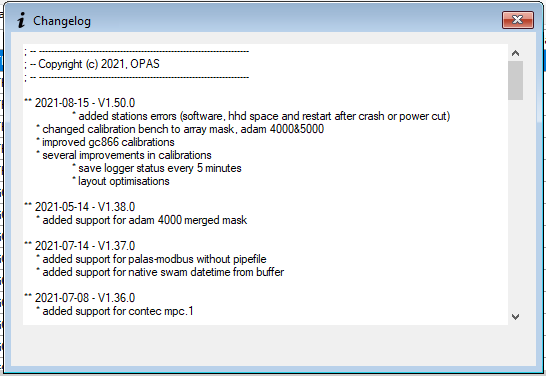 Changelog
; -- ---------------------------------------------------------------
; -- Copyright (c) 2021, OPAS
; -- ---------------------------------------------------------------
** 2021-08-15 - V1.50.0
* added stations errors (software, hhd space and restart after crash or power cut)
* changed calibration bench to array mask, adam 4000&5000
* improved gc866 calibrations
* several improvements in calibrations
* save logger status every 5 minutes
* layout optimisations
** 2021-05-14 - V1.38.0
* added support for adam 4000 merged mask
** 2021-07-14 - V1.37.0
* added support for palas-modbus without pipefile
* added support for native swam datetime from buffer
** 2021-07-08 - V1.36.0
* added support for contec mpc.1